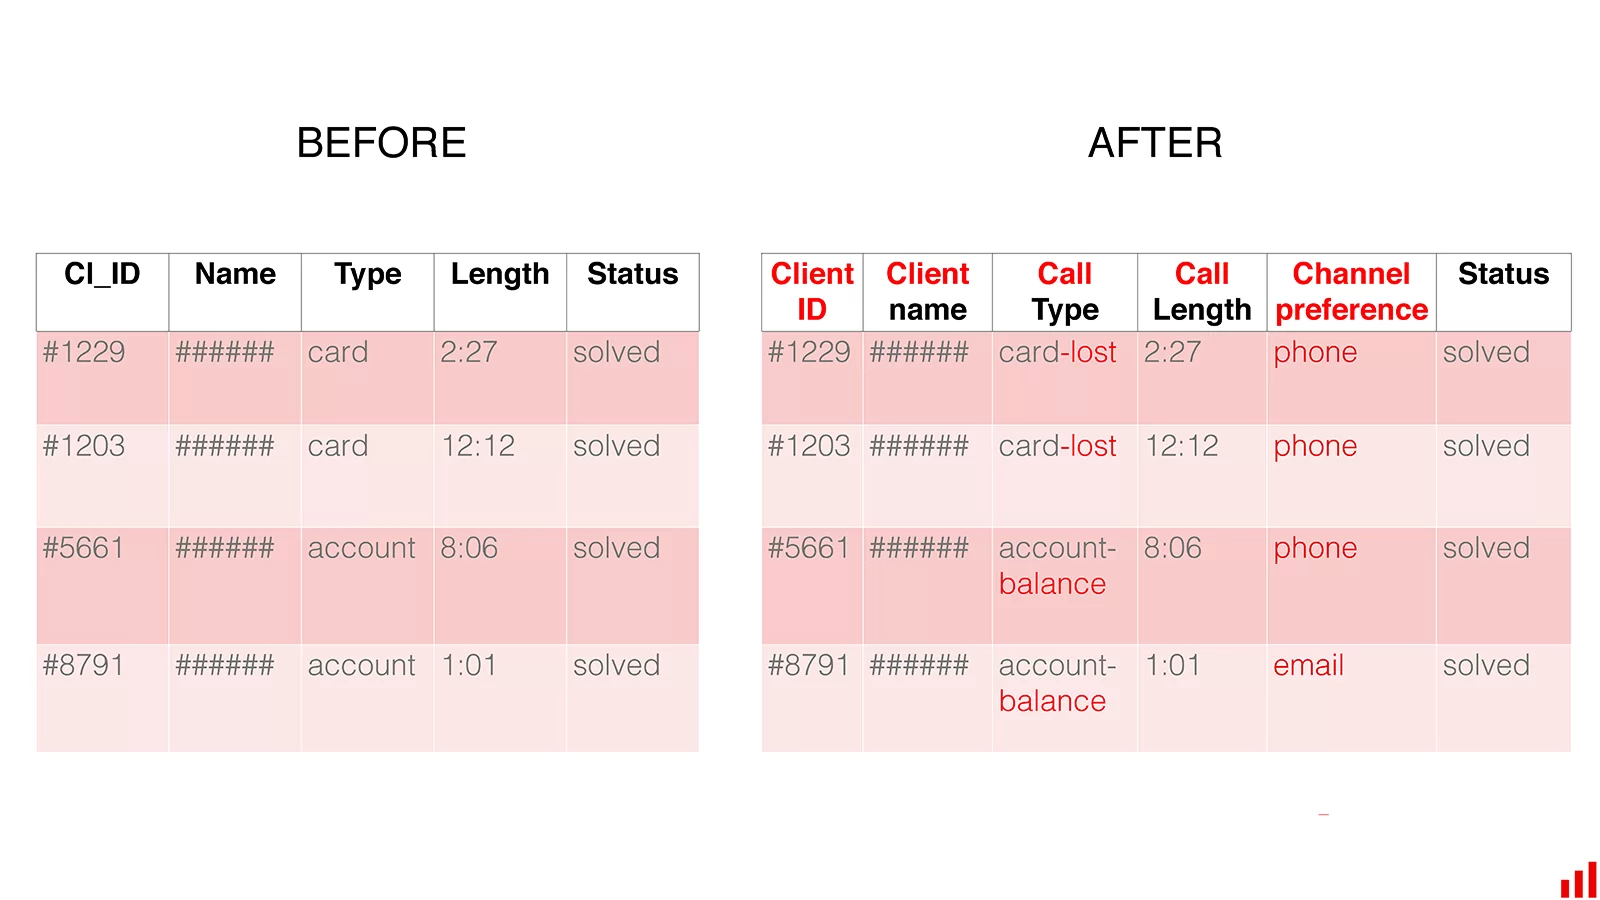 BEFORE
AFTER
Cl_ID Name Type Length Status
#1229 ###### card 2:27 solved
#1203 ###### card 12:12 solved
#5661 ###### account 8:06 solved
#8791 ###### account 1:01 solved
Client Client Call Call Channel Status
ID name Type Length preference
#1229 ###### card-lost 2:27 phone solved
#1203 ###### card-lost 12:12 phone solved
#5661 ###### account- 8:06 phone solved
balance
#8791 ###### account- 1:01 email solved
balance